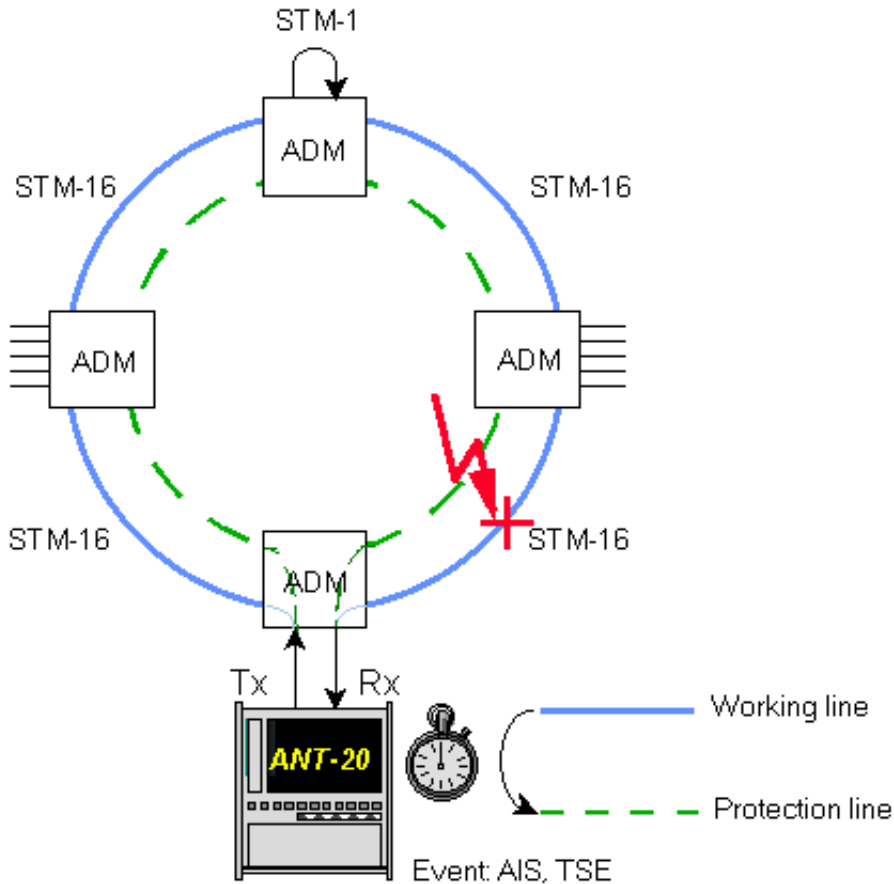 STM-1
ADM
STM-16
STM-16
ADM
ADM
STM-16
STM-16
ADM
Tx
Rx
ANT-20
Working line
Protection line
Event: AIS, TSE